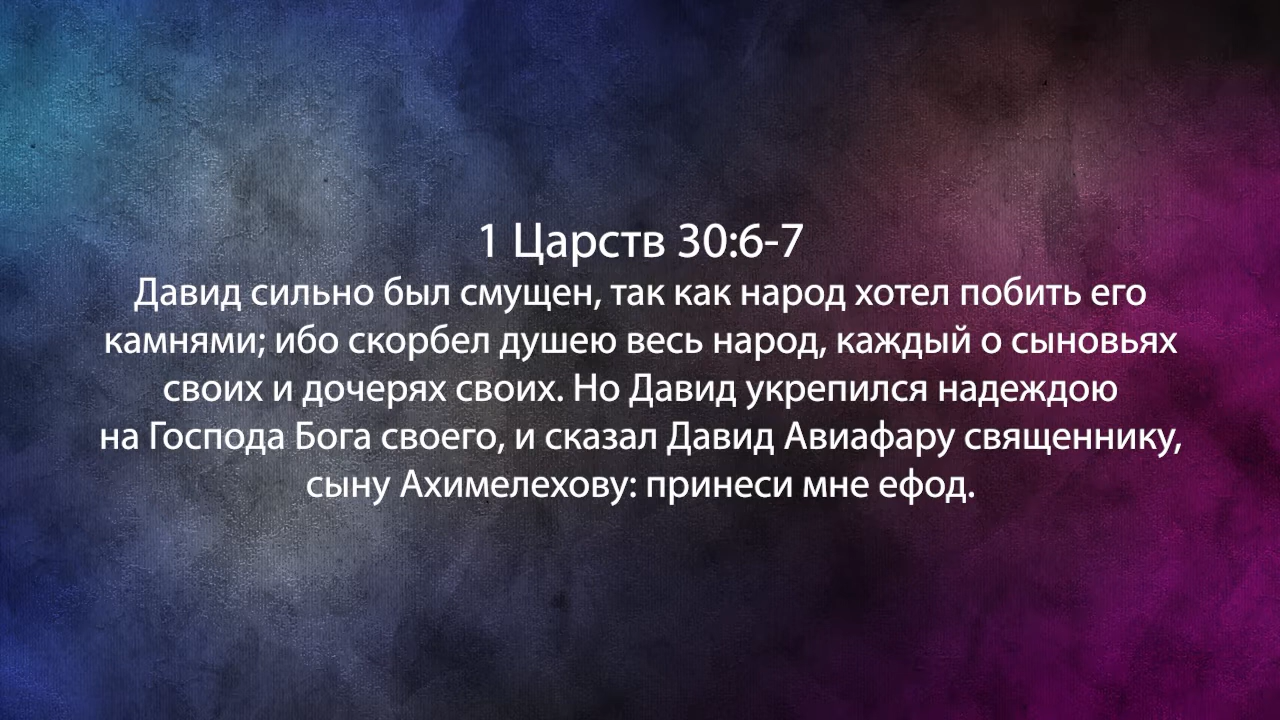 1 Царств 30:6-7
Давид сильно был смущен, так как народ хотел побить его
камнями; ибо скорбел душею весь народ, каждый о сыновьях
своих и дочерях своих. Но Давид укрепился надеждою
на Господа Бога своего, и сказал Давид Авиафару священнику,
сыну Ахимелехову: принеси мне ефод.